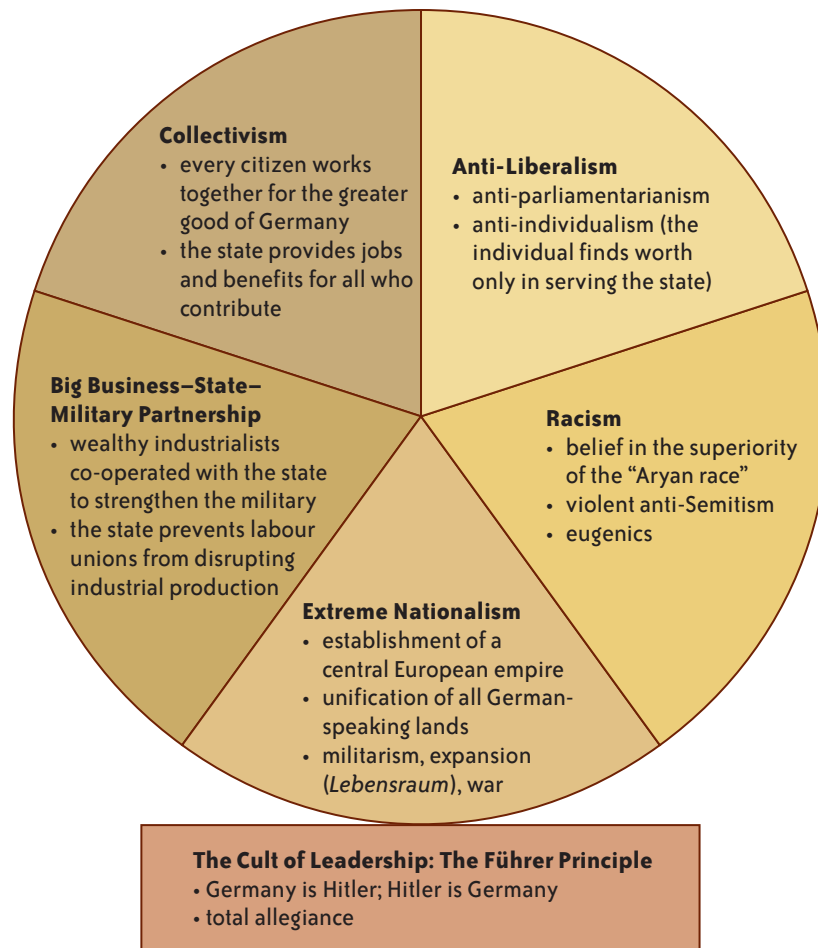 Collectivism
• every citizen works
together for the greater
good of Germany
• the state provides jobs
and benefits for all who
contribute
Anti-Liberalism
• anti-parliamentarianism
• anti-individualism (the
individual finds worth
only in serving the state)
Big Business–State–
Military Partnership
• wealthy industrialists
co-operated with the state
to strengthen the military
• the state prevents labour
unions from disrupting
industrial production
Racism
• belief in the superiority
of the “Aryan race”
• violent anti-Semitism
• eugenics
Extreme Nationalism
• establishment of a
central European empire
• unification of all German-
speaking lands
• militarism, expansion
(Lebensraum), war
The Cult of Leadership: The Führer Principle
• Germany is Hitler; Hitler is Germany
• total allegiance